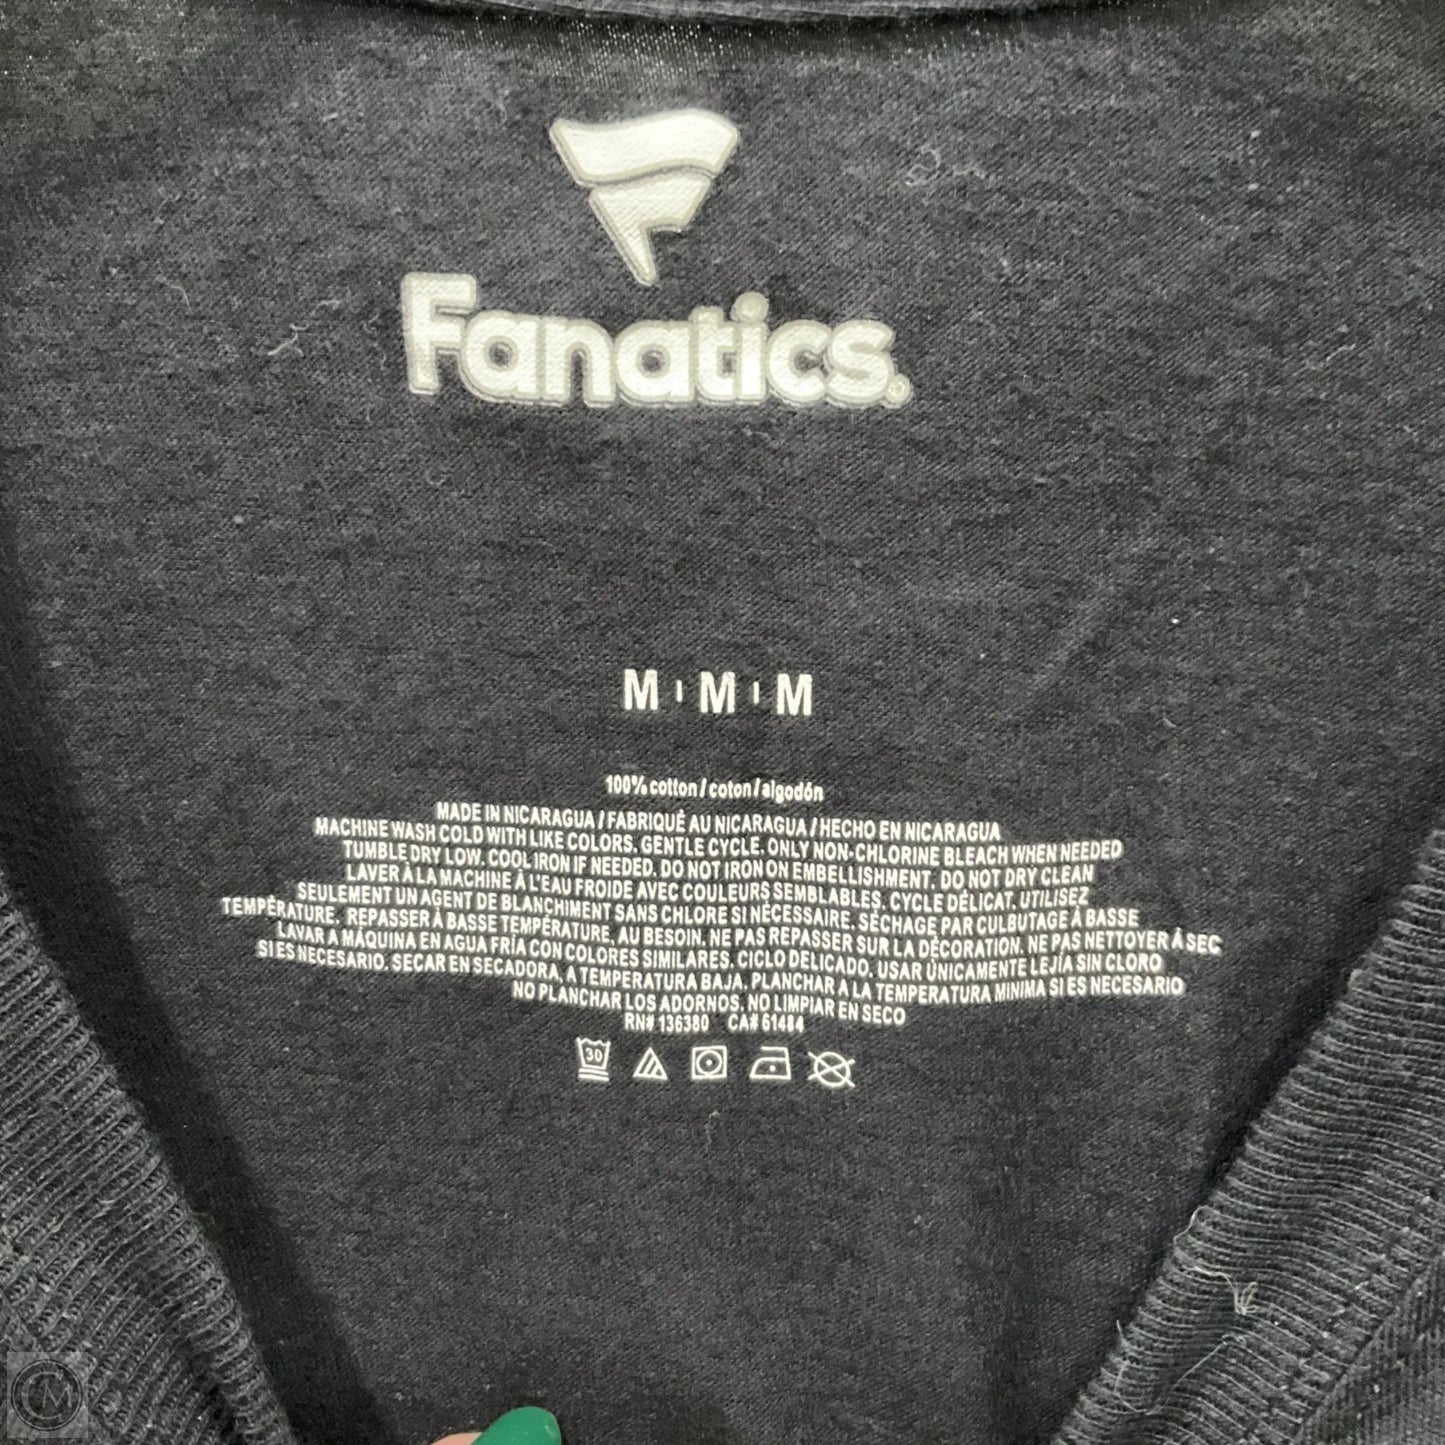 Fanatics®
M | M | M
100% cotton / coton / algodón
MADE IN NICARAGUA / FABRIQUÉ AU NICARAGUA / HECHO EN NICARAGUA
MACHINE WASH COLD WITH LIKE COLORS. GENTLE CYCLE. ONLY NON-CHLORINE BLEACH WHEN NEEDED
TUMBLE DRY LOW. COOL IRON IF NEEDED. DO NOT IRON ON EMBELLISHMENT. DO NOT DRY CLEAN
LAVER À LA MACHINE À L'EAU FROIDE AVEC COULEURS SEMBLABLES. CYCLE DÉLICAT. UTILISEZ
SEULEMENT UN AGENT DE BLANCHIMENT SANS CHLORE SI NÉCESSAIRE. SÉCHAGE PAR CULBUTAGE À BASSE
TEMPÉRATURE. REPASSER À BASSE TEMPÉRATURE, AU BESOIN. NE PAS REPASSER SUR LA DÉCORATION. NE PAS NETTOYER À SEC
LAVAR A MÁQUINA EN AGUA FRÍA CON COLORES SIMILARES. CICLO DELICADO. USAR ÚNICAMENTE LEJÍA SIN CLORO
SI ES NECESARIO. SECAR EN SECADORA, A TEMPERATURA BAJA. PLANCHAR A LA TEMPERATURA MINIMA SI ES NECESARIO
NO PLANCHAR LOS ADORNOS. NO LIMPIAR EN SECO
RN# 136380 CA# 61484
30
CM